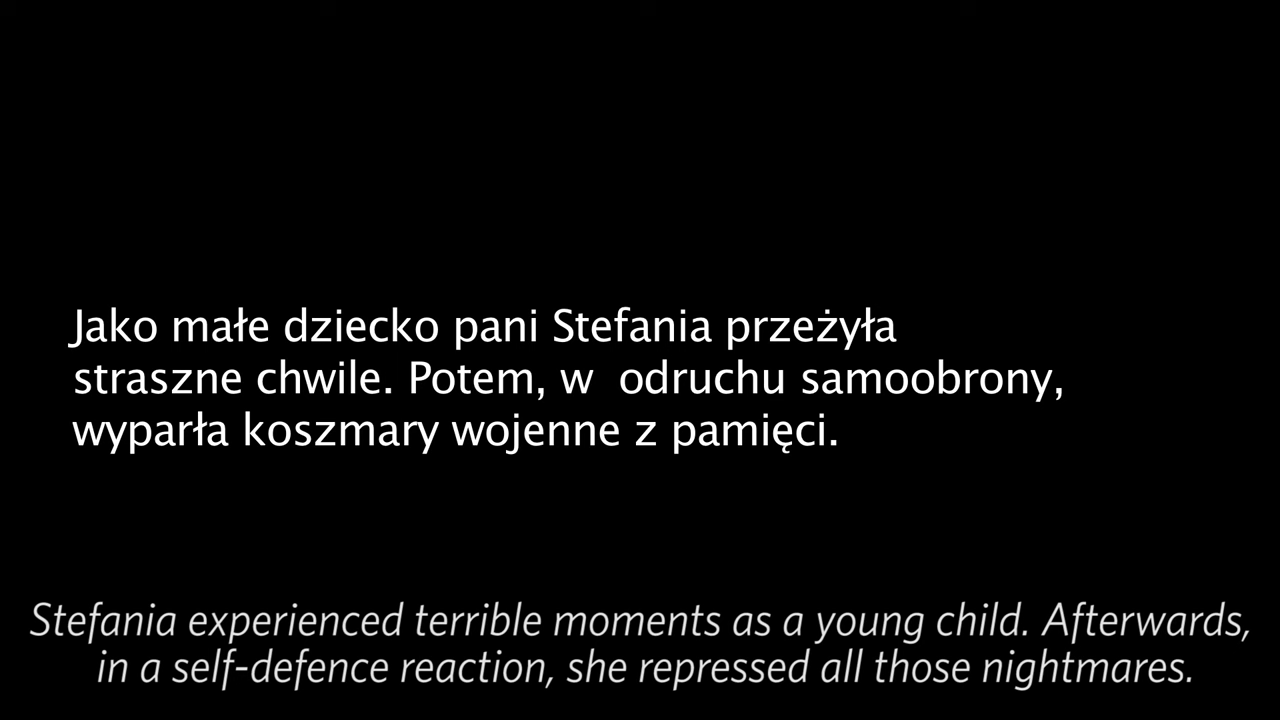 Jako małe dziecko pani Stefania przeżyła
straszne chwile. Potem, w  odruchu samoobrony,
wyparła koszmary wojenne z pamięci.
Stefania experienced terrible moments as a young child. Afterwards,
in a self-defence reaction, she repressed all those nightmares.